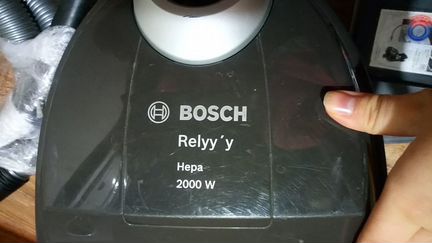 BOSCH
Relyy´y
Hepa
2000 W